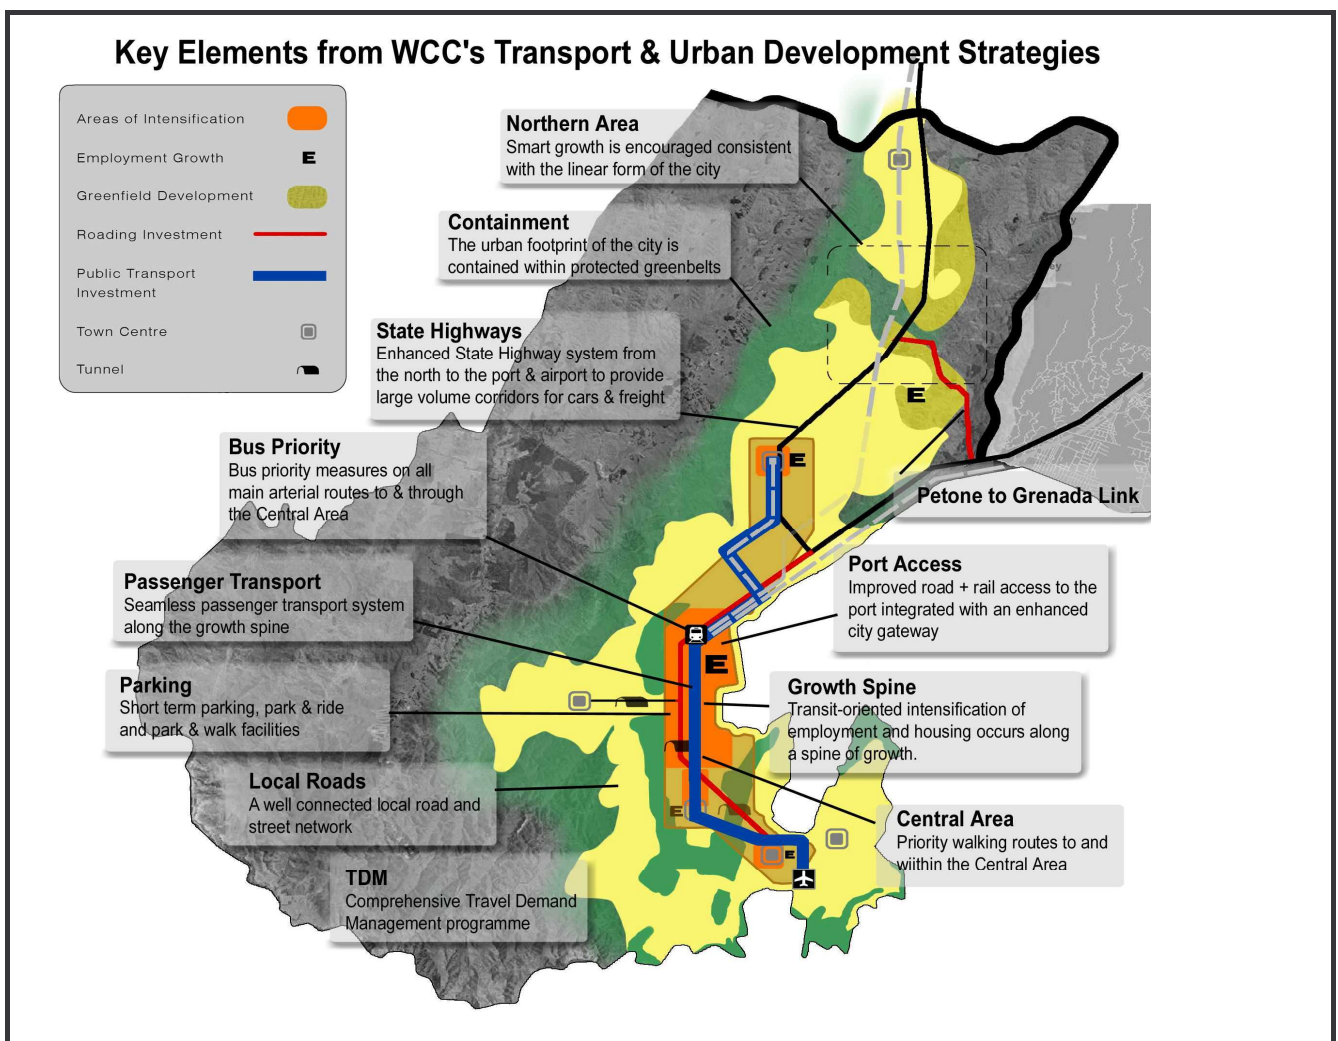 Key Elements from WCC's Transport & Urban Development Strategies
Areas of Intensification
Employment Growth
E
Greenfield Development
Roading Investment
Public Transport
Investment
Town Centre
Tunnel
Northern Area
Smart growth is encouraged consistent
with the linear form of the city
Containment
The urban footprint of the city is
contained within protected greenbelts
State Highways
Enhanced State Highway system from
the north to the port & airport to provide
large volume corridors for cars & freight
E
Bus Priority
Bus priority measures on all
main arterial routes to & through
the Central Area
E
Petone to Grenada Link
Passenger Transport
Seamless passenger transport system
along the growth spine
Port Access
Improved road + rail access to the
port integrated with an enhanced
city gateway
E
Parking
Short term parking, park & ride
and park & walk facilities
Growth Spine
Transit-oriented intensification of
employment and housing occurs along
a spine of growth.
Local Roads
A well connected local road and
street network
E
Central Area
Priority walking routes to and
wiithin the Central Area
E
TDM
Comprehensive Travel Demand
Management programme